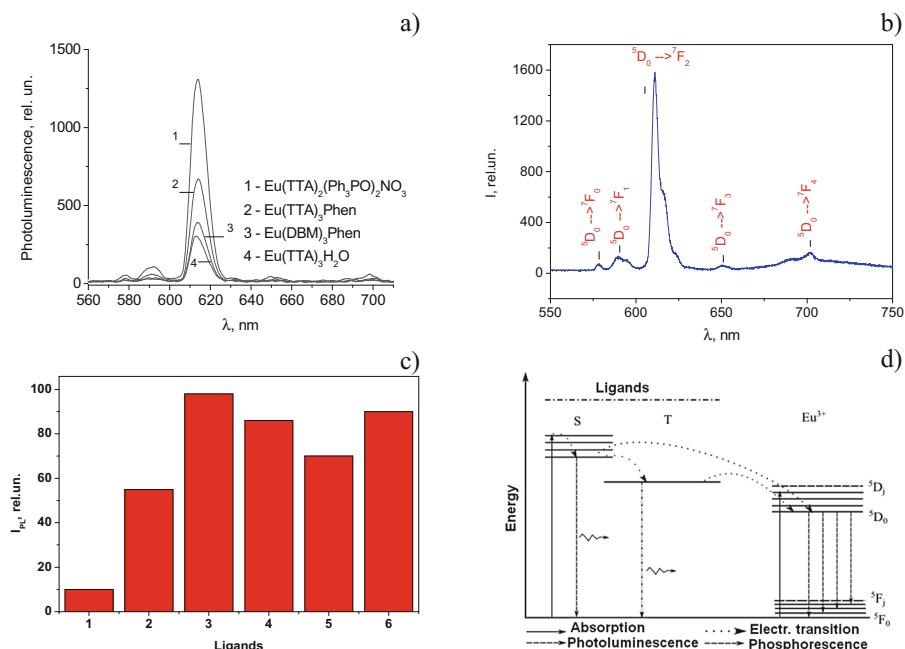 a)
Photoluminescence, rel. un.
1500
1000
500
0
560 580 600 620 640 660 680 700
λ, nm
1
2
3
4
1 - Eu(TTA)₂(Ph₃PO)₂NO₃
2 - Eu(TTA)₃Phen
3 - Eu(DBM)₃Phen
4 - Eu(TTA)₃H₂O
b)
I, rel.un.
1600
1200
800
400
0
550 600 650 700 750
λ, nm
⁵D₀ -->⁷F₂
⁵D₀ -->⁷F₀
⁵D₀ -->⁷F₁
⁵D₀ -->⁷F₃
⁵D₀ -->⁷F₄
c)
I_PL, rel.un.
100
80
60
40
20
0
1 2 3 4 5 6
Ligands
d)
Energy
Ligands
S T Eu³⁺
⁵Dⱼ
⁵D₀
⁵Fⱼ
⁵F₀
Absorption Electr. transition
Photoluminescence Phosphorescence